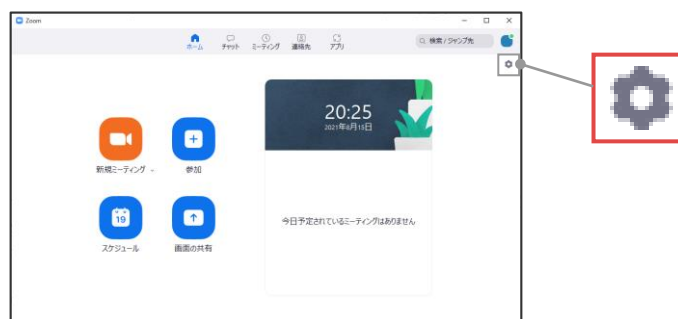 Zoom
ホーム
チャット
ミーティング
連絡先
アプリ
検索 / ジャンプ先
20:25
2021年8月15日
新規ミーティング
参加
19
スケジュール
画面の共有
今日予定されているミーティングはありません